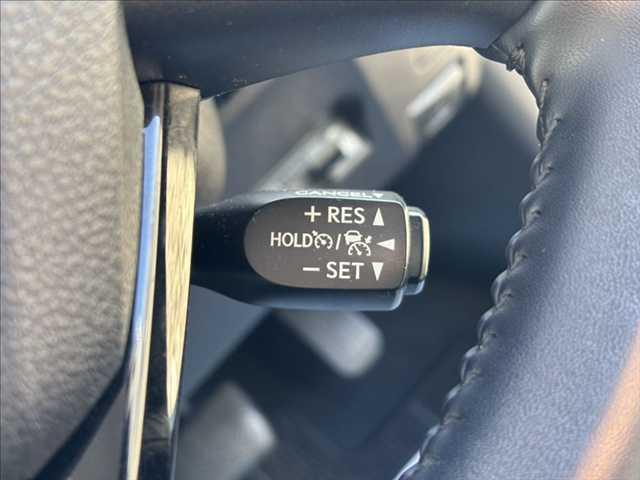 CANCEL
+ RES ▲
HOLD / ◄
− SET ▼